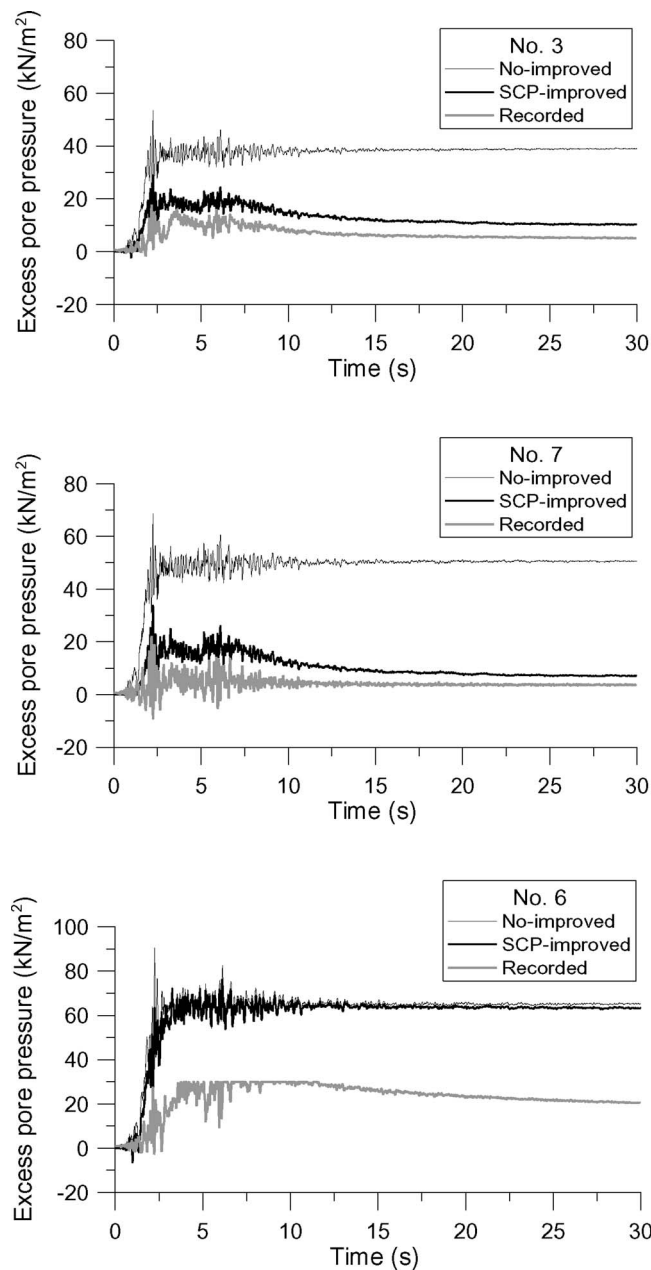 No. 3
No-improved
SCP-improved
Recorded
Excess pore pressure (kN/m²)
80
60
40
20
0
-20
0 5 10 15 20 25 30
Time (s)
No. 7
No-improved
SCP-improved
Recorded
Excess pore pressure (kN/m²)
80
60
40
20
0
-20
0 5 10 15 20 25 30
Time (s)
No. 6
No-improved
SCP-improved
Recorded
Excess pore pressure (kN/m²)
100
80
60
40
20
0
-20
0 5 10 15 20 25 30
Time (s)